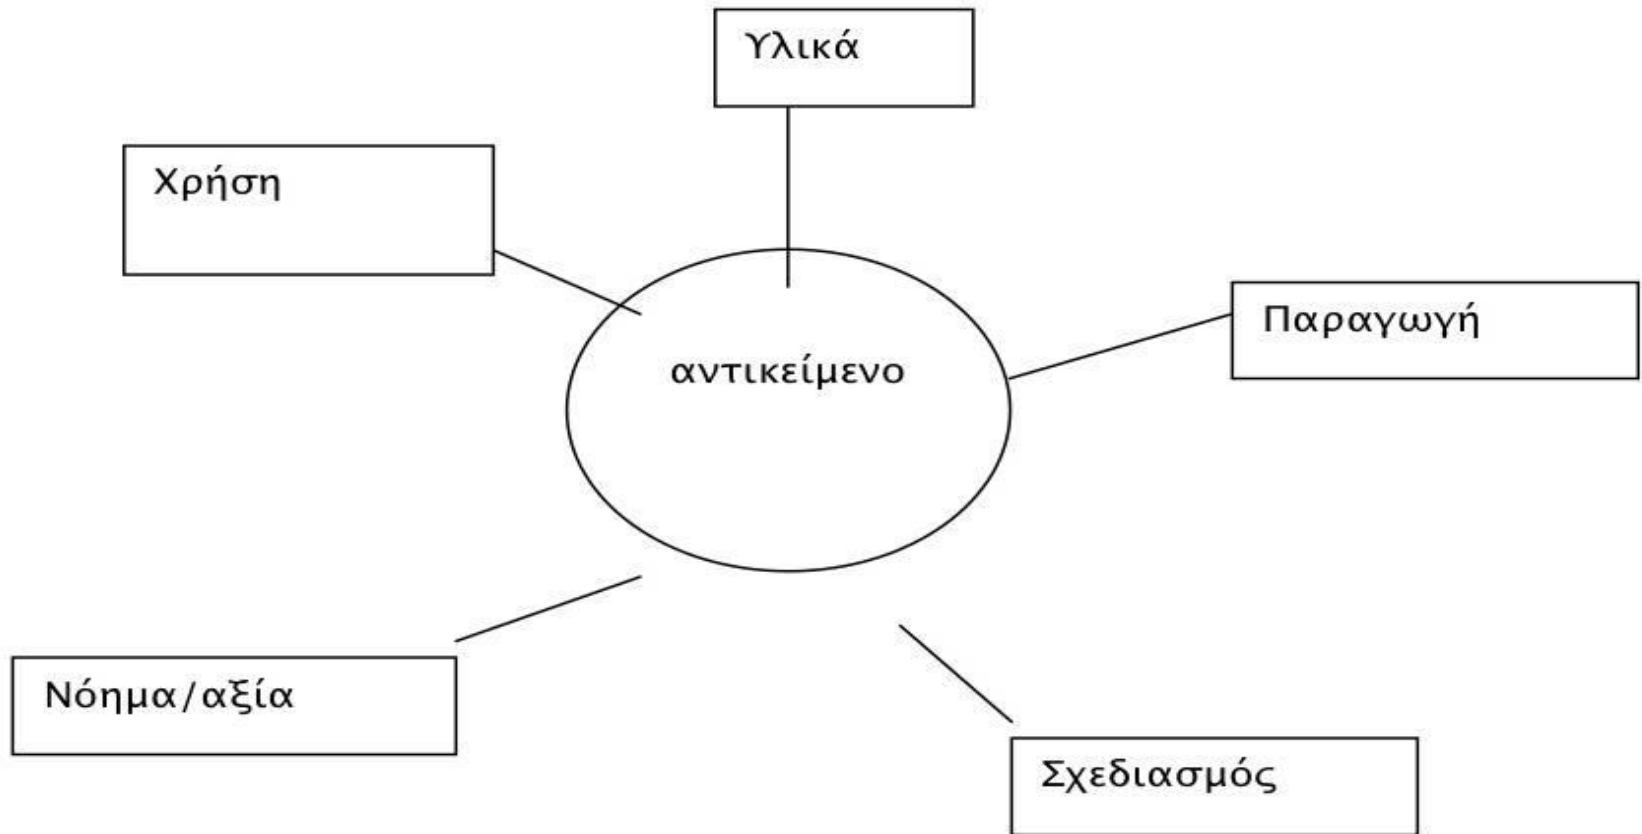 Υλικά
Χρήση
Παραγωγή
αντικείμενο
Νόημα/αξία
Σχεδιασμός